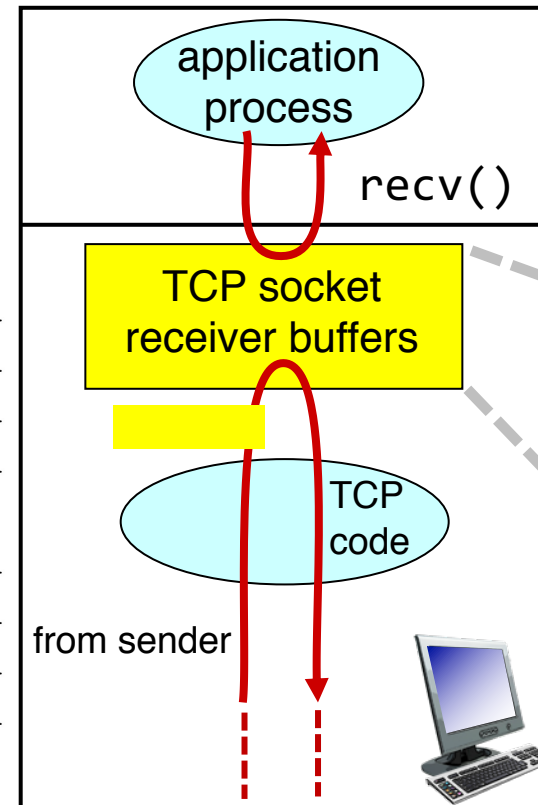 application
process
recv()
TCP socket
receiver buffers
TCP
code
from sender